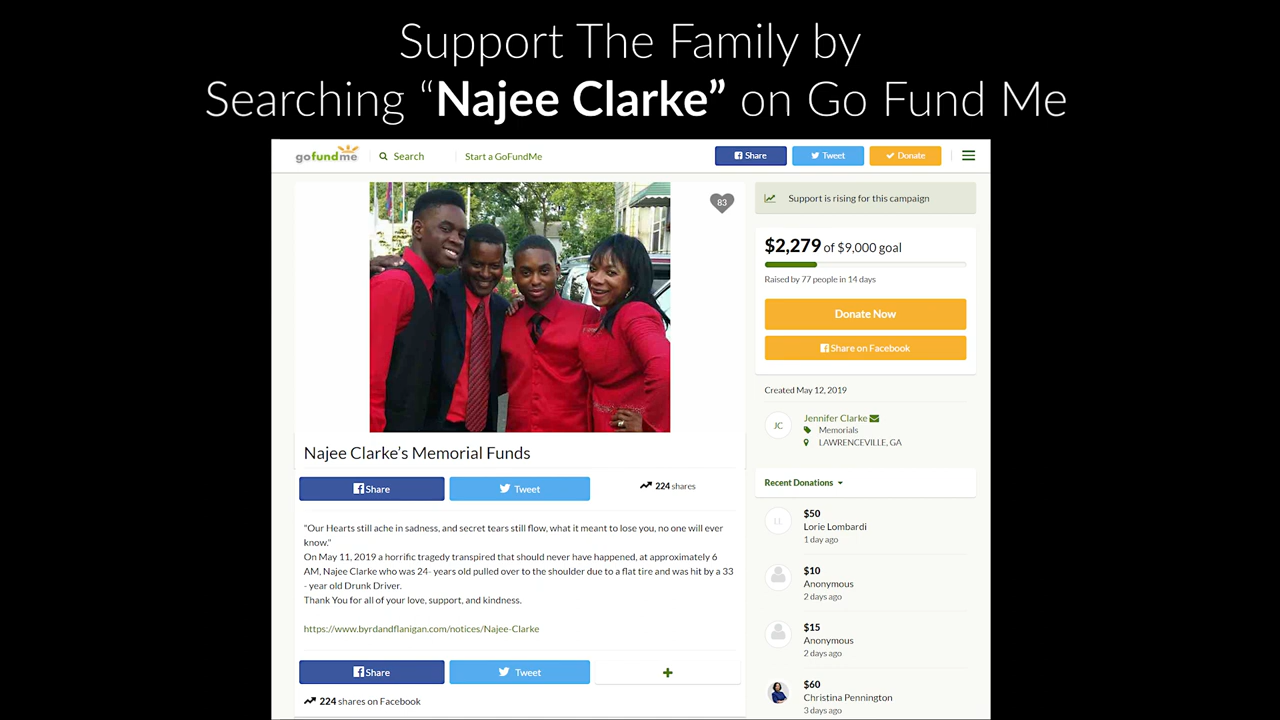 Support The Family by
Searching “Najee Clarke” on Go Fund Me
gofundme
Search
Start a GoFundMe
Share
Tweet
Donate
83
Support is rising for this campaign
$2,279 of $9,000 goal
Raised by 77 people in 14 days
Donate Now
Share on Facebook
Created May 12, 2019
JC
Jennifer Clarke
Memorials
LAWRENCEVILLE, GA
Najee Clarke's Memorial Funds
Share
Tweet
224 shares
"Our Hearts still ache in sadness, and secret tears still flow, what it meant to lose you, no one will ever
know."
On May 11, 2019 a horrific tragedy transpired that should never have happened, at approximately 6
AM, Najee Clarke who was 24- years old pulled over to the shoulder due to a flat tire and was hit by a 33
- year old Drunk Driver.
Thank You for all of your love, support, and kindness.
https://www.byrdandflanigan.com/notices/Najee-Clarke
Share
Tweet
224 shares on Facebook
Recent Donations
LL
$50
Lorie Lombardi
1 day ago
$10
Anonymous
2 days ago
$15
Anonymous
2 days ago
$60
Christina Pennington
3 days ago